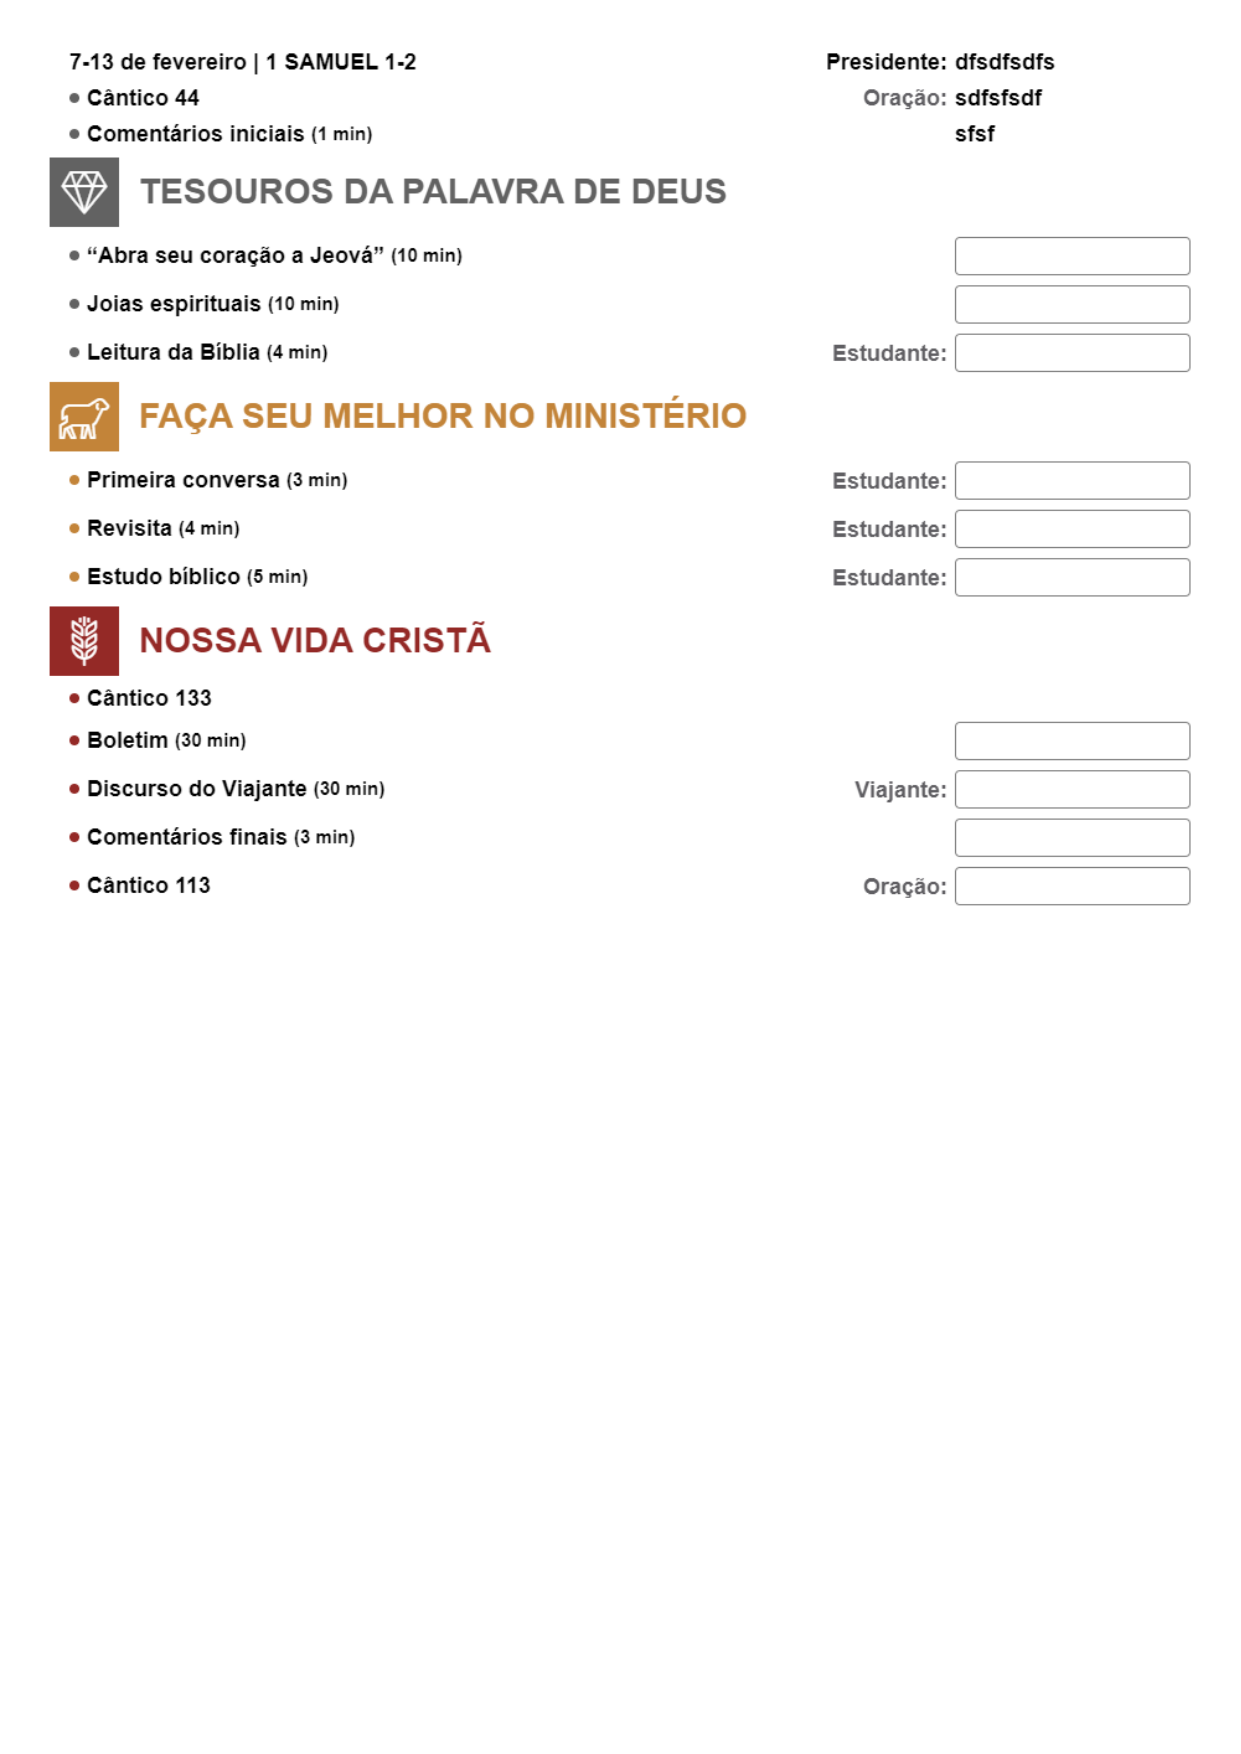 7-13 de fevereiro | 1 SAMUEL 1-2 Presidente: dfsdfsdfs
• Cântico 44 Oração: sdfsfsdf
• Comentários iniciais (1 min) sfsf
TESOUROS DA PALAVRA DE DEUS
• “Abra seu coração a Jeová” (10 min)
• Joias espirituais (10 min)
• Leitura da Bíblia (4 min) Estudante:
FAÇA SEU MELHOR NO MINISTÉRIO
• Primeira conversa (3 min) Estudante:
• Revisita (4 min) Estudante:
• Estudo bíblico (5 min) Estudante:
NOSSA VIDA CRISTÃ
• Cântico 133
• Boletim (30 min)
• Discurso do Viajante (30 min) Viajante:
• Comentários finais (3 min)
• Cântico 113 Oração: